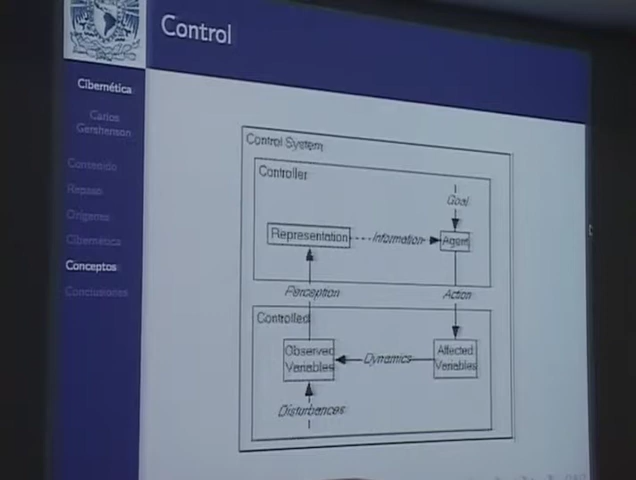 Control
Cibernética
Carlos
Gershenson
Contenido
Repaso
Orígenes
Cibernética
Conceptos
Conclusiones
Control System
Controller
Goal
Representation
Information
Agent
Perception
Action
Controlled
Observed
Variables
Dynamics
Affected
Variables
Disturbances